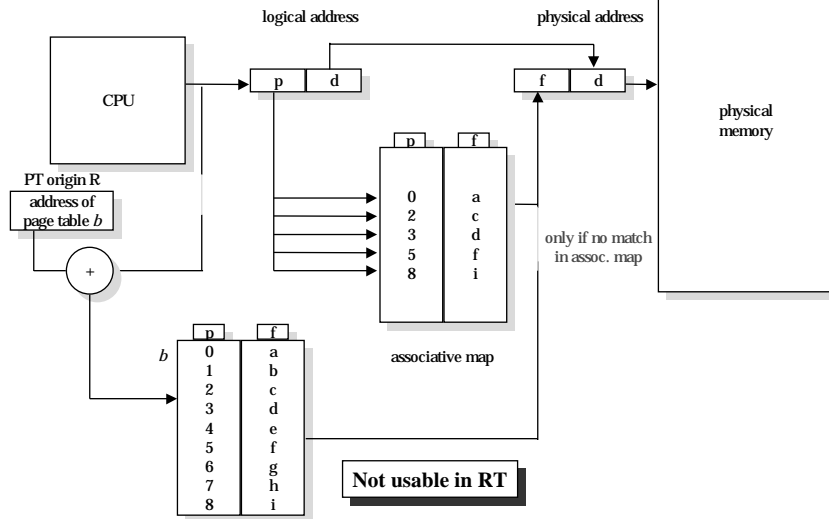 logical address
physical address
CPU
p d
f d
physical
memory
PT origin R
address of
page table b
+
p f
0 a
2 c
3 d
5 f
8 i
only if no match
in assoc. map
associative map
b
p f
0 a
1 b
2 c
3 d
4 e
5 f
6 g
7 h
8 i
Not usable in RT